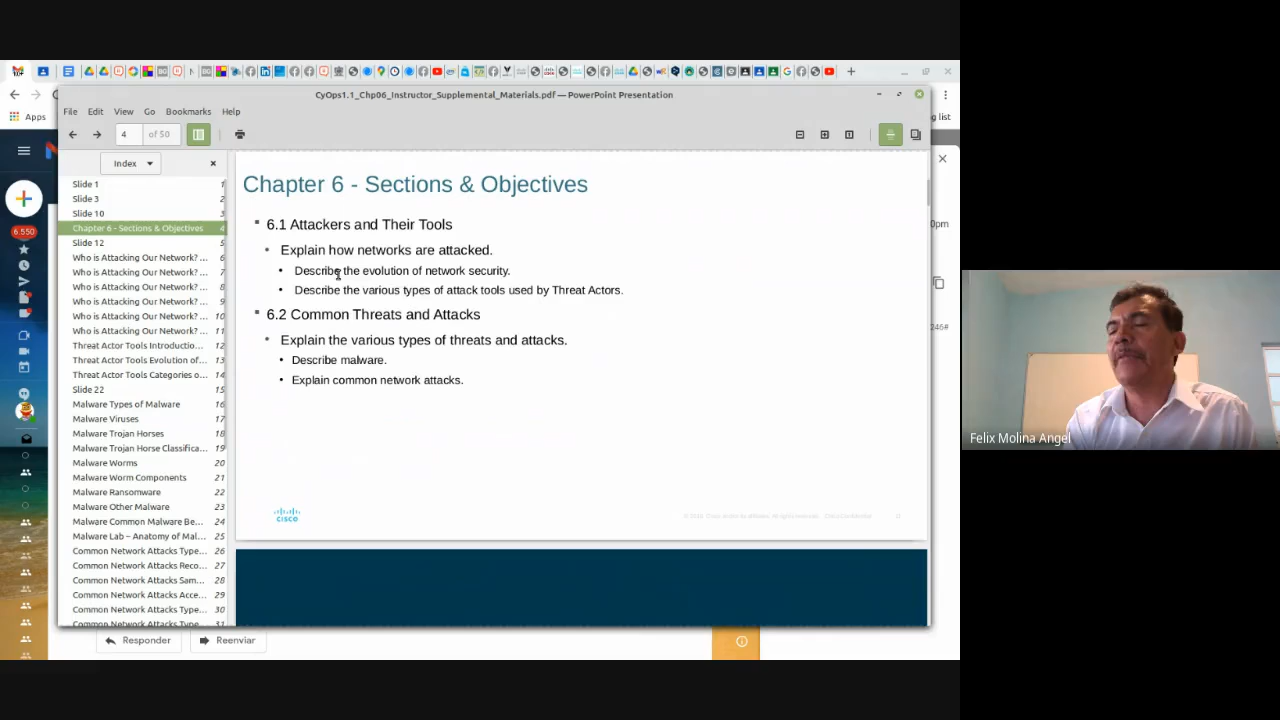 CyOps1.1_Chp06_Instructor_Supplemental_Materials.pdf — PowerPoint Presentation
Apps
ng list
File Edit View Go Bookmarks Help
4 of 50
Index
Slide 1 1
Slide 3 2
Slide 10 3
Chapter 6 - Sections & Objectives 4
Slide 12 5
Who is Attacking Our Network? ... 6
Who is Attacking Our Network? ... 7
Who is Attacking Our Network? ... 8
Who is Attacking Our Network? ... 9
Who is Attacking Our Network? ... 10
Who is Attacking Our Network? ... 11
Threat Actor Tools Introductio... 12
Threat Actor Tools Evolution of... 13
Threat Actor Tools Categories o... 14
Slide 22 15
Malware Types of Malware 16
Malware Viruses 17
Malware Trojan Horses 18
Malware Trojan Horse Classifica... 19
Malware Worms 20
Malware Worm Components 21
Malware Ransomware 22
Malware Other Malware 23
Malware Common Malware Be... 24
Malware Lab – Anatomy of Mal... 25
Common Network Attacks Type... 26
Common Network Attacks Reco... 27
Common Network Attacks Sam... 28
Common Network Attacks Acce... 29
Common Network Attacks Type... 30
Common Network Attacks Type... 31
Chapter 6 - Sections & Objectives
▪ 6.1 Attackers and Their Tools
• Explain how networks are attacked.
• Describe the evolution of network security.
• Describe the various types of attack tools used by Threat Actors.
▪ 6.2 Common Threats and Attacks
• Explain the various types of threats and attacks.
• Describe malware.
• Explain common network attacks.
CISCO
6.550
0pm
246#
Responder
Reenviar
Felix Molina Angel